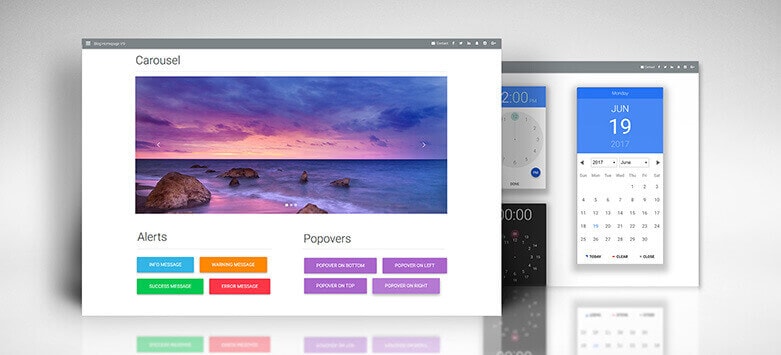 Blog Homepage V9
Contact
Carousel
Alerts
INFO MESSAGE
WARNING MESSAGE
SUCCESS MESSAGE
ERROR MESSAGE
Popovers
POPOVER ON BOTTOM
POPOVER ON LEFT
POPOVER ON TOP
POPOVER ON RIGHT
Contact
2:00 PM
PM
DONE
00:00
Monday
JUN
19
2017
2017 June
Sun Mon Tue Wed Thu Fri Sat
1 2 3
4 5 6 7 8 9 10
11 12 13 14 15 16 17
18 19 20 21 22 23 24
25 26 27 28 29 30
TODAY CLEAR CLOSE